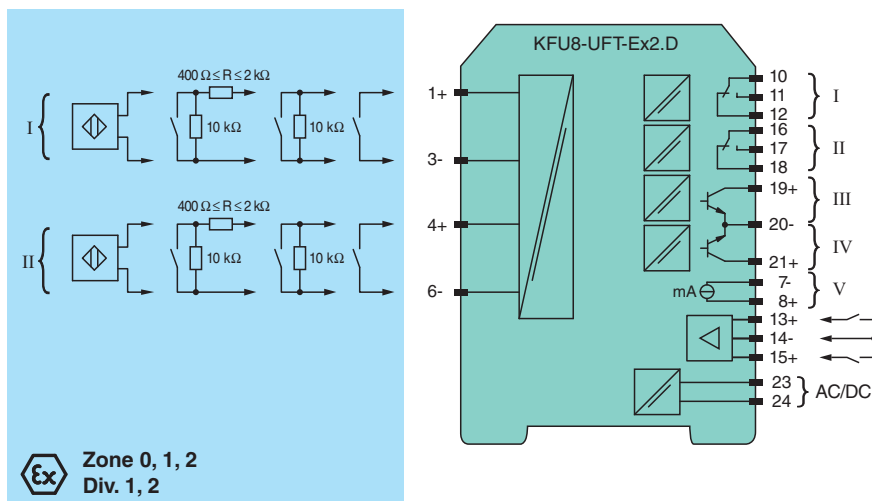 KFU8-UFT-Ex2.D
400 Ω ≤ R ≤ 2 kΩ
I
10 kΩ
10 kΩ
400 Ω ≤ R ≤ 2 kΩ
II
10 kΩ
10 kΩ
Ex
Zone 0, 1, 2
Div. 1, 2
1+
3-
4+
6-
10
11
12
I
16
17
18
II
19+
III
20-
IV
21+
7-
mA
V
8+
13+
14-
15+
23
AC/DC
24